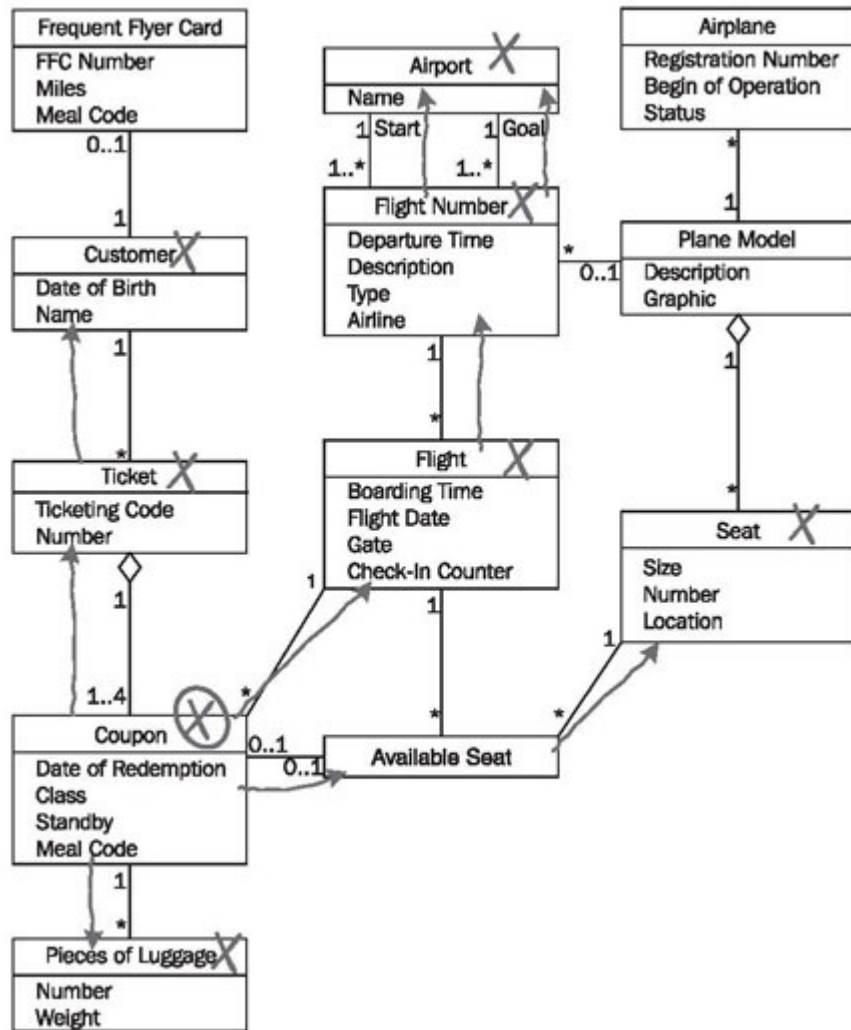 Frequent Flyer Card
FFC Number
Miles
Meal Code
0..1
1
Customer
Date of Birth
Name
1
*
Ticket
Ticketing Code
Number
1
1..4
Coupon
Date of Redemption
Class
Standby
Meal Code
1
*
Pieces of Luggage
Number
Weight
Airport
Name
1 Start
1 Goal
1..*
1..*
Flight Number
Departure Time
Description
Type
Airline
*
0..1
1
*
Flight
Boarding Time
Flight Date
Gate
Check-In Counter
1
*
1
*
0..1
0..1
Available Seat
Airplane
Registration Number
Begin of Operation
Status
*
1
Plane Model
Description
Graphic
1
*
Seat
Size
Number
Location
1
*